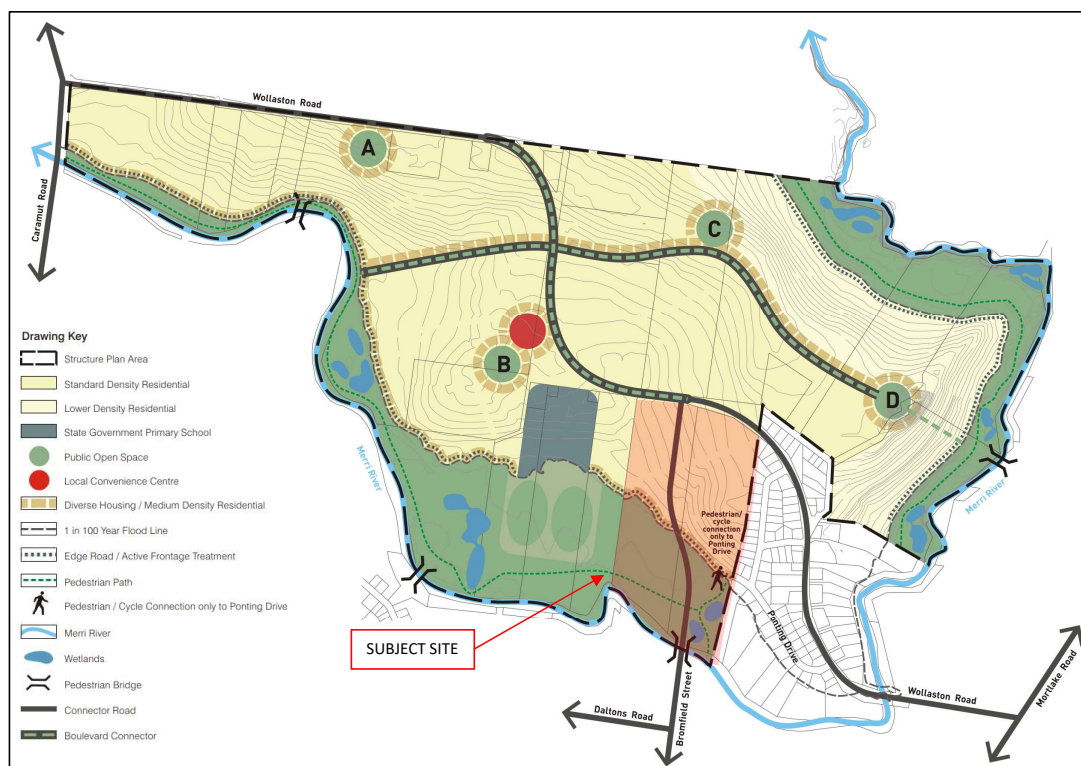 Wollaston Road
Caramut Road
A
C
B
D
Drawing Key
Structure Plan Area
Standard Density Residential
Lower Density Residential
State Government Primary School
Public Open Space
Local Convenience Centre
Diverse Housing / Medium Density Residential
1 in 100 Year Flood Line
Edge Road / Active Frontage Treatment
Pedestrian Path
Pedestrian / Cycle Connection only to Ponting Drive
Merri River
Wetlands
Pedestrian Bridge
Connector Road
Boulevard Connector
Merri River
Merri River
Pedestrian/
cycle
connection
only to
Ponting
Drive
SUBJECT SITE
Ponting Drive
Wollaston Road
Mortlake Road
Daltons Road
Bromfield Street